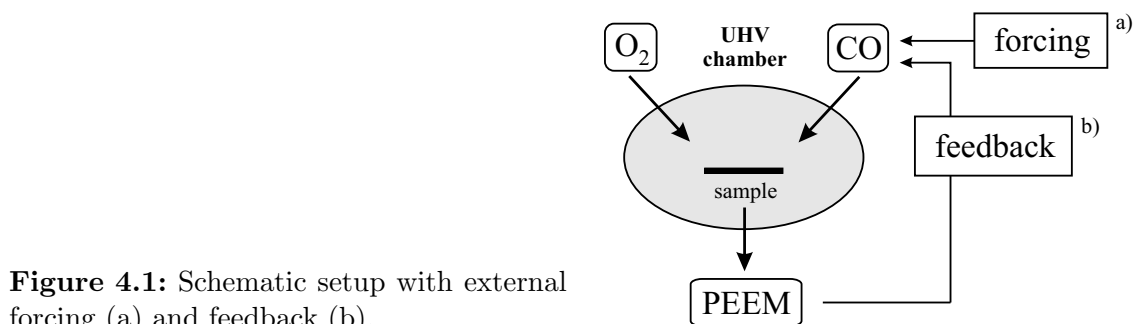 O2
UHV
chamber
CO
forcing
a)
feedback
b)
sample
PEEM
Figure 4.1: Schematic setup with external
forcing (a) and feedback (b)